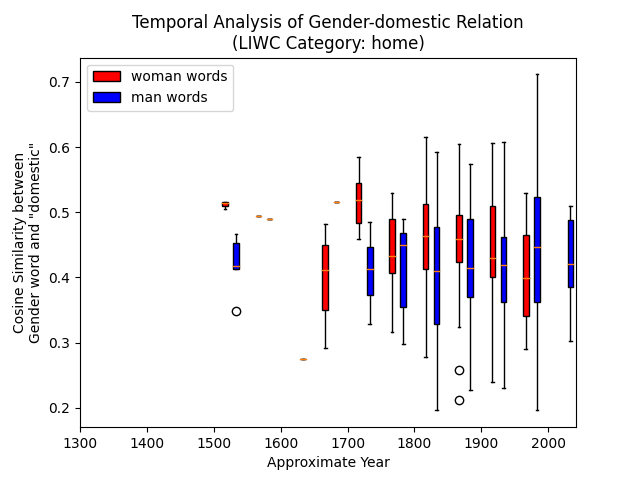 Temporal Analysis of Gender-domestic Relation
(LIWC Category: home)
woman words
man words
Cosine Similarity between
Gender word and "domestic"
0.7
0.6
0.5
0.4
0.3
0.2
1300 1400 1500 1600 1700 1800 1900 2000
Approximate Year